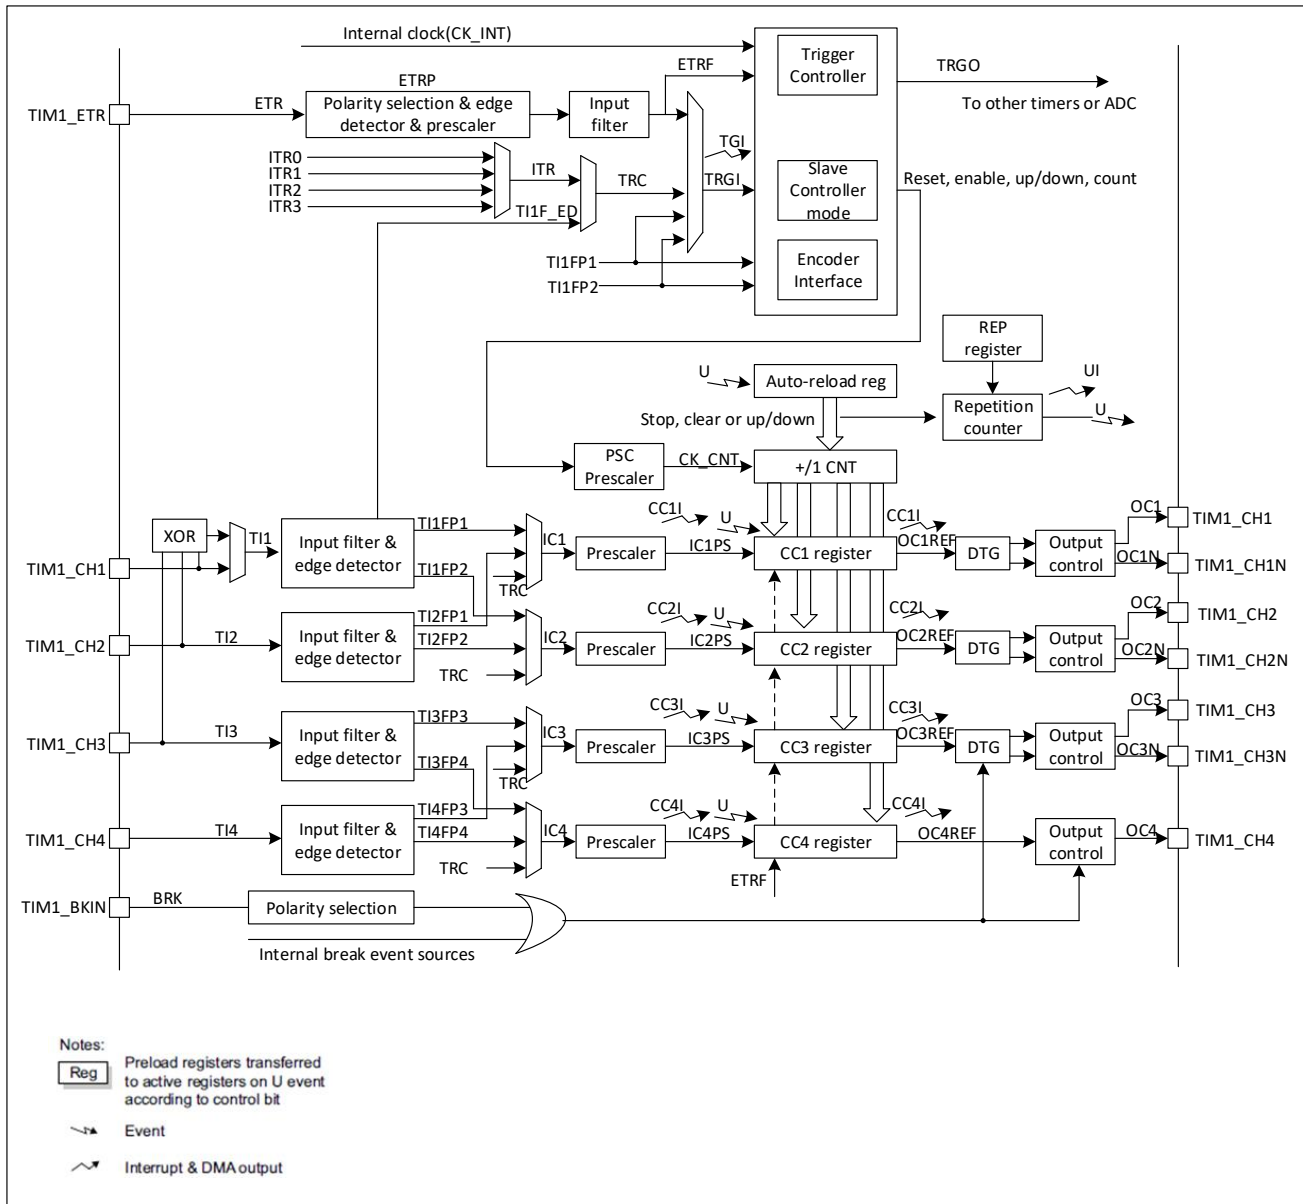 Internal clock(CK_INT)
Trigger
Controller
TRGO
To other timers or ADC
ETRF
ETRP
TIM1_ETR
ETR
Polarity selection & edge
detector & prescaler
Input
filter
TGI
ITR0
ITR1
ITR2
ITR3
ITR
TRC
TRGI
TI1F_ED
Slave
Controller
mode
Reset, enable, up/down, count
TI1FP1
TI1FP2
Encoder
Interface
REP
register
U
Auto-reload reg
UI
Stop, clear or up/down
Repetition
counter
U
PSC
Prescaler
CK_CNT
+/1 CNT
XOR
TI1
TIM1_CH1
Input filter &
edge detector
TI1FP1
TI1FP2
TRC
IC1
Prescaler
CC1I
U
IC1PS
CC1 register
CC1I
OC1REF
DTG
Output
control
OC1
OC1N
TIM1_CH1
TIM1_CH1N
TIM1_CH2
TI2
Input filter &
edge detector
TI2FP1
TI2FP2
TRC
IC2
Prescaler
CC2I
U
IC2PS
CC2 register
CC2I
OC2REF
DTG
Output
control
OC2
OC2N
TIM1_CH2
TIM1_CH2N
TIM1_CH3
TI3
Input filter &
edge detector
TI3FP3
TI3FP4
TRC
IC3
Prescaler
CC3I
U
IC3PS
CC3 register
CC3I
OC3REF
DTG
Output
control
OC3
OC3N
TIM1_CH3
TIM1_CH3N
TIM1_CH4
TI4
Input filter &
edge detector
TI4FP3
TI4FP4
TRC
IC4
Prescaler
CC4I
U
IC4PS
CC4 register
CC4I
OC4REF
Output
control
OC4
TIM1_CH4
ETRF
TIM1_BKIN
BRK
Polarity selection
Internal break event sources
Notes:
Reg
Preload registers transferred
to active registers on U event
according to control bit
Event
Interrupt & DMA output